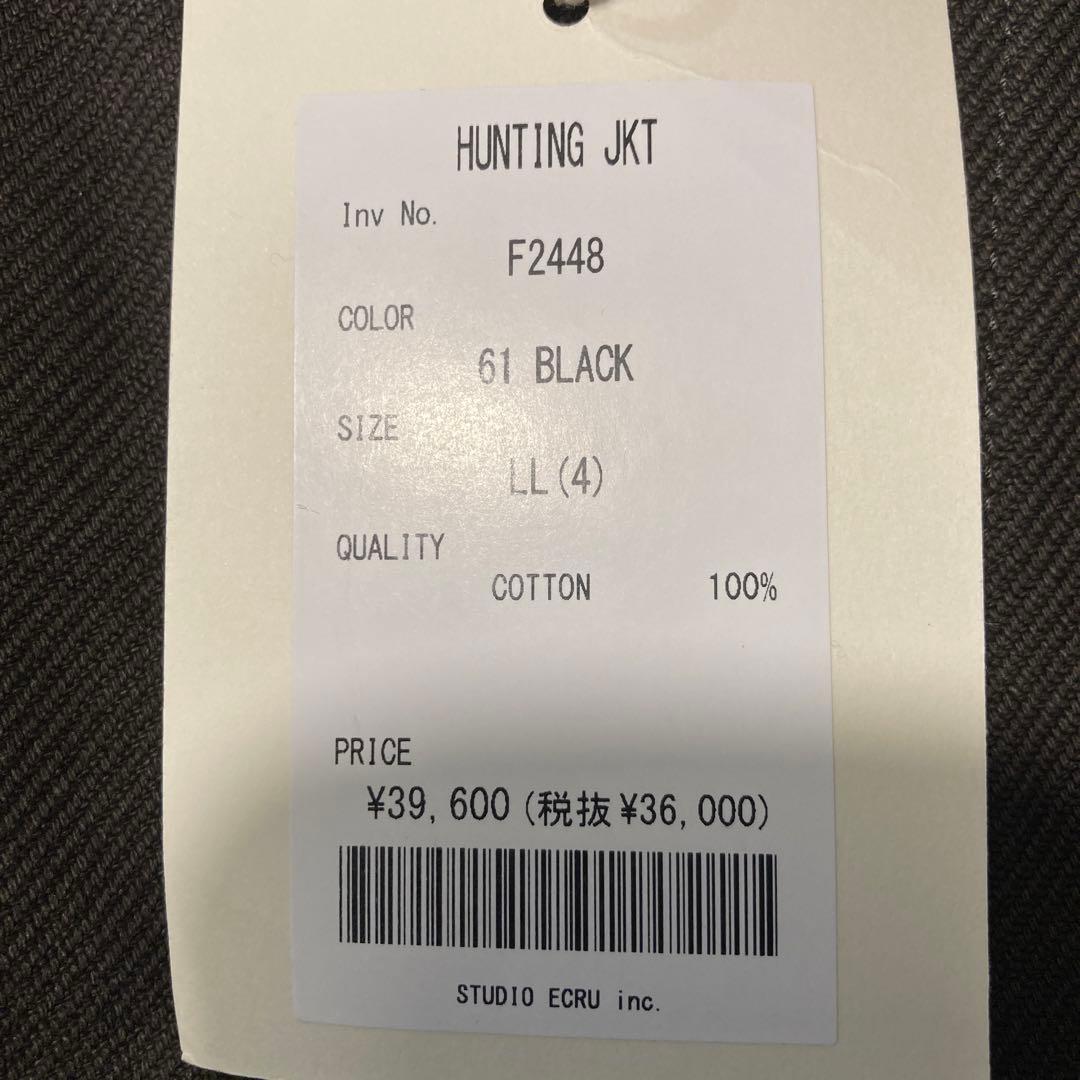 HUNTING JKT
Inv No.
F2448
COLOR
61 BLACK
SIZE
LL(4)
QUALITY
COTTON 100%
PRICE
¥39,600(税抜¥36,000)
STUDIO ECRU inc.